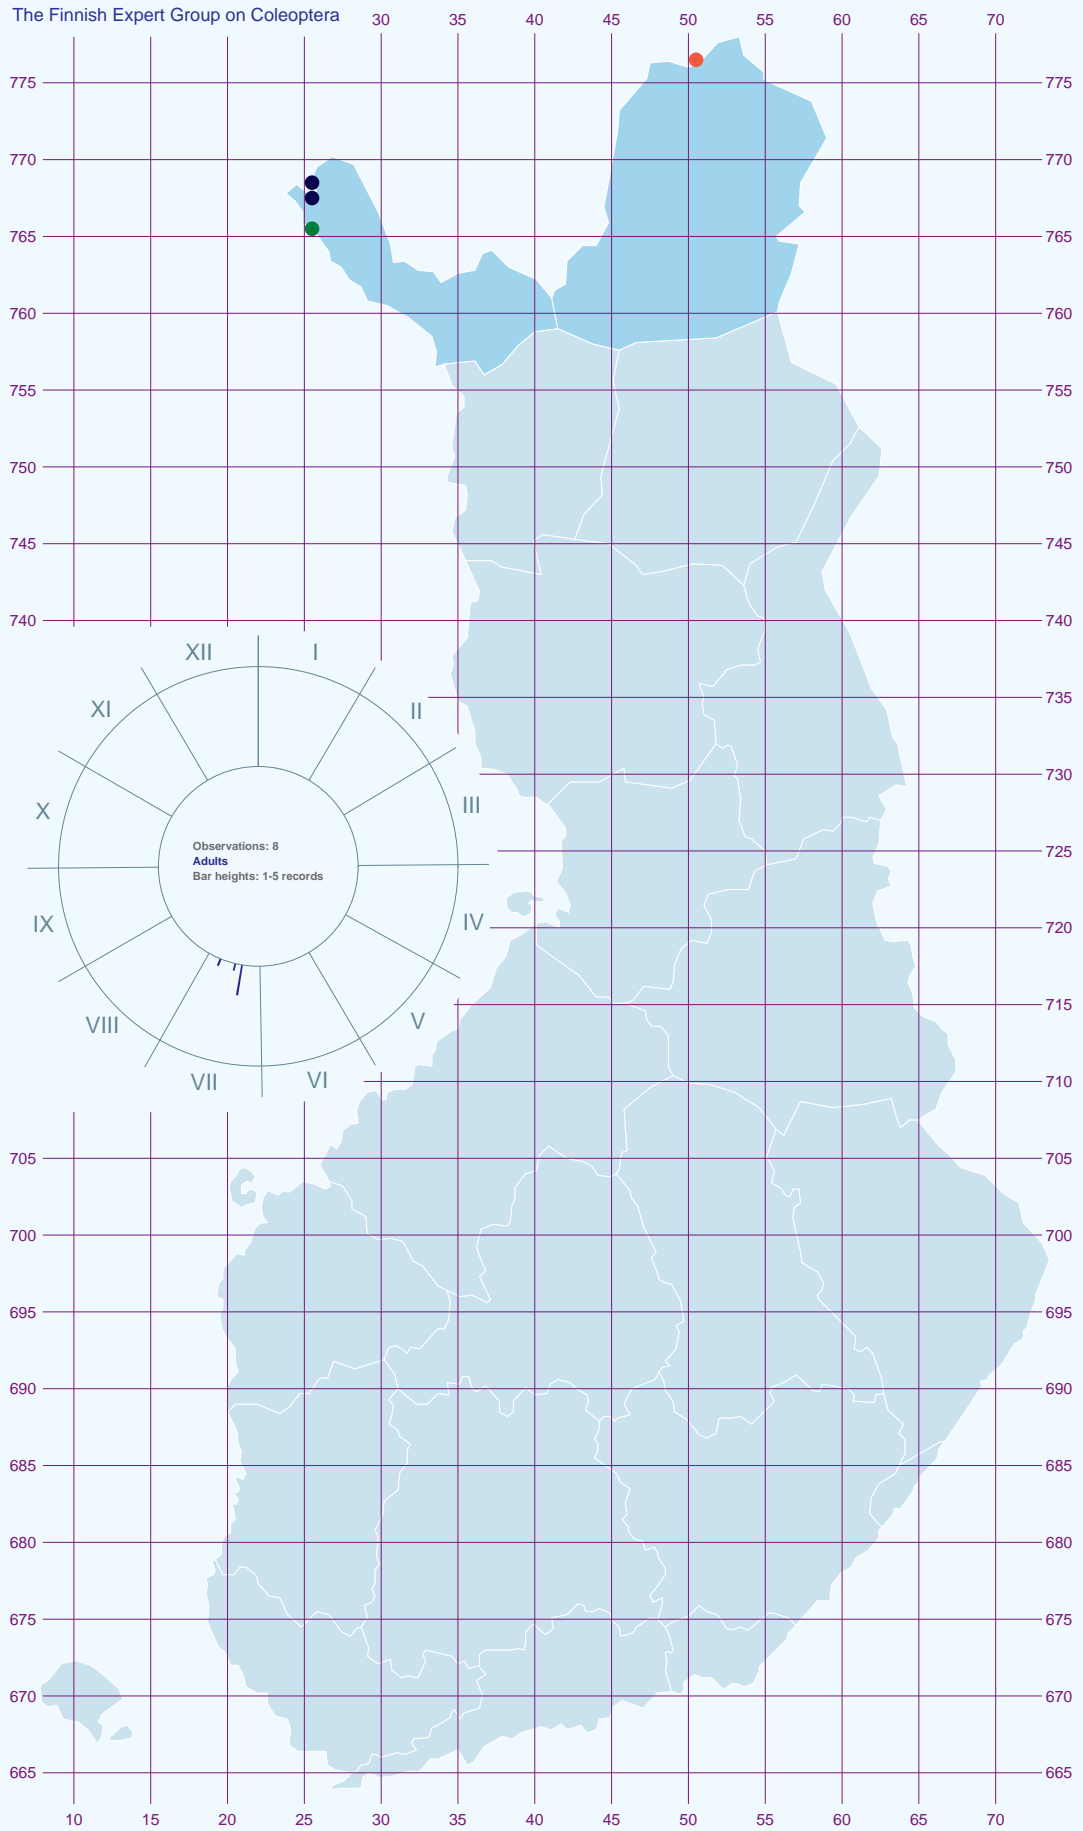 The Finnish Expert Group on Coleoptera
30 35 40 45 50 55 60 65 70
775 775
770 770
765 765
760 760
755 755
750 750
745 745
740 740
XII I
XI II
735
730
X III
725
Observations: 8
Adults
Bar heights: 1-5 records
IX IV
720
715
VIII V
VII VI
710
705 705
700 700
695 695
690 690
685 685
680 680
675 675
670 670
665 665
10 15 20 25 30 35 40 45 50 55 60 65 70